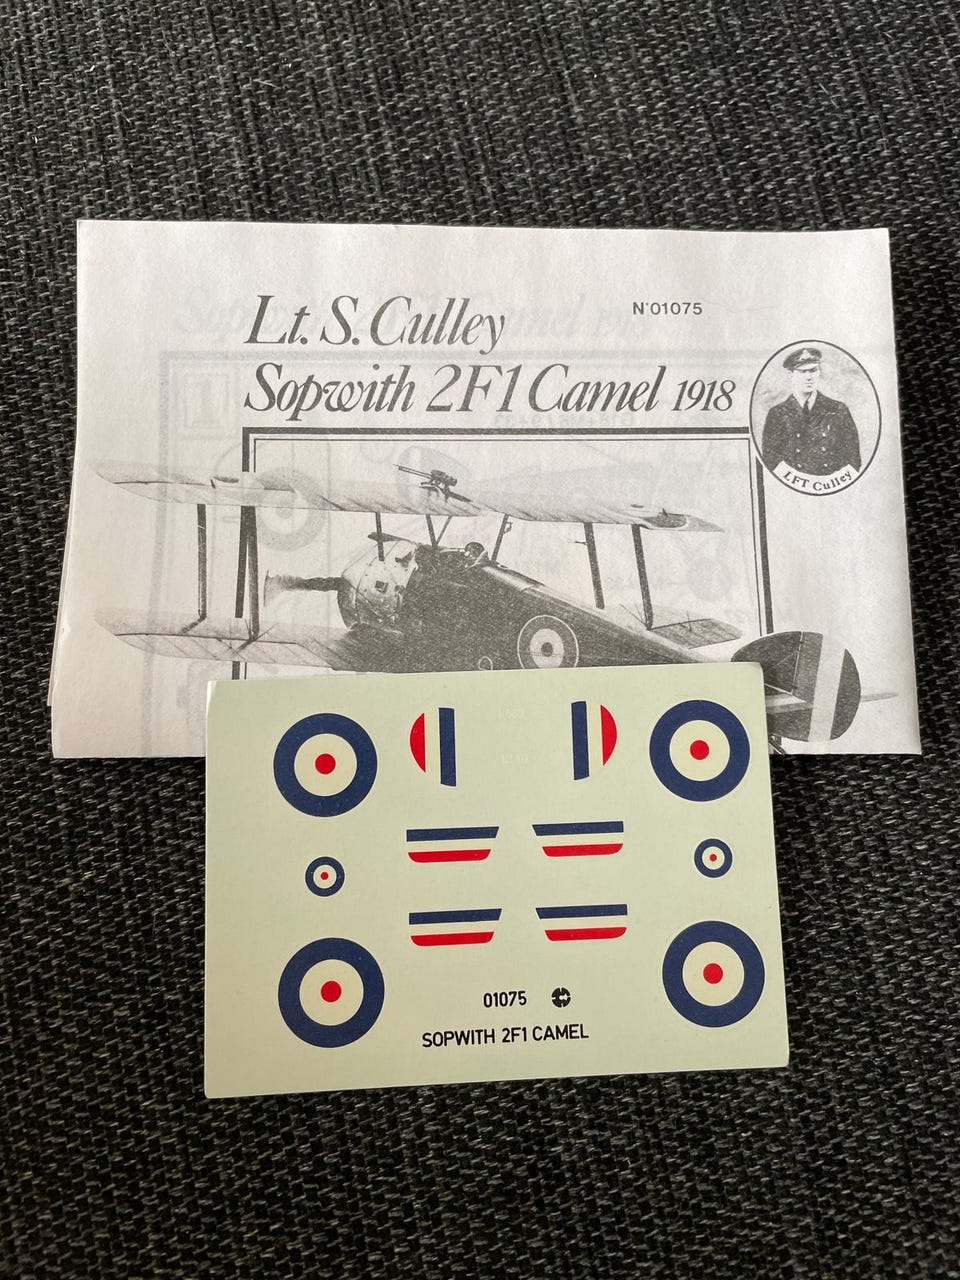 Lt. S. Culley
N°01075
Sopwith 2F1 Camel 1918
LFT Culley
01075
SOPWITH 2F1 CAMEL